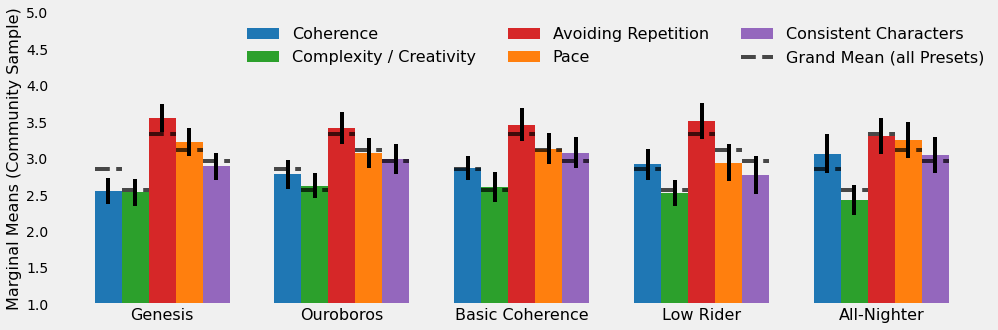 Marginal Means (Community Sample)
5.0
4.5
4.0
3.5
3.0
2.5
2.0
1.5
1.0
Coherence
Complexity / Creativity
Avoiding Repetition
Pace
Consistent Characters
Grand Mean (all Presets)
Genesis
Ouroboros
Basic Coherence
Low Rider
All-Nighter